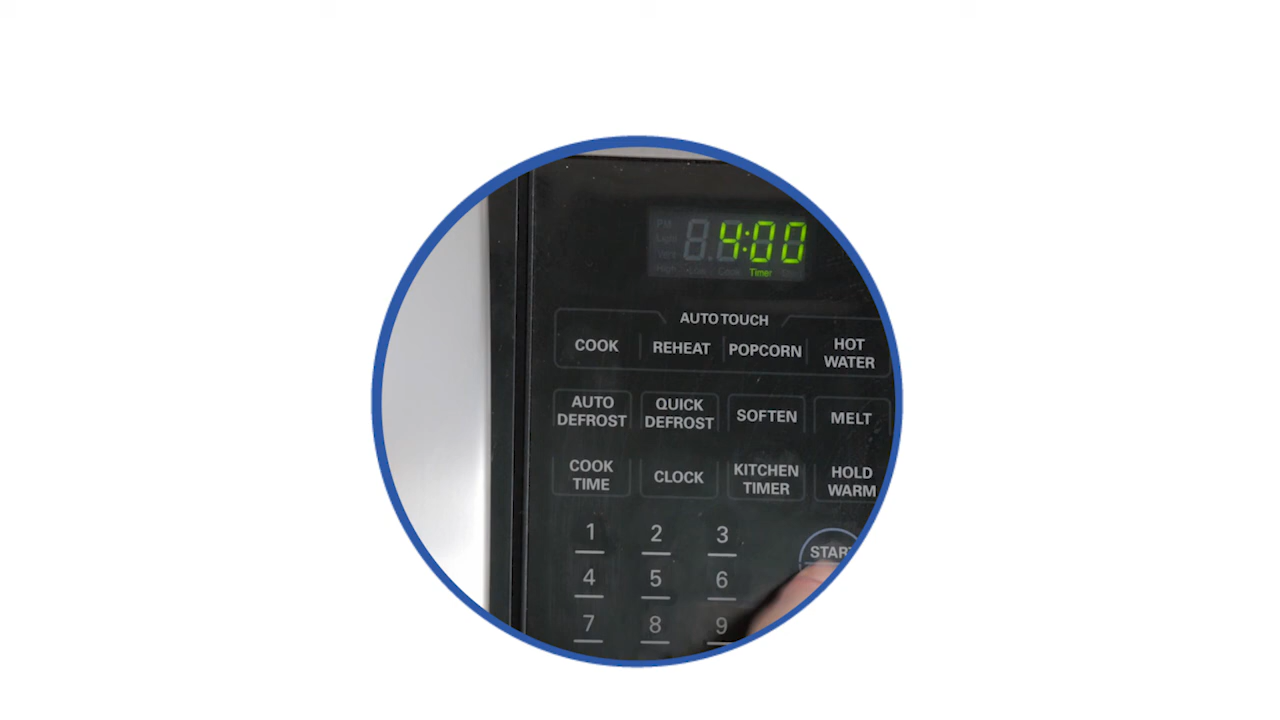 4:00
Timer
AUTO TOUCH
COOK REHEAT POPCORN HOT WATER
AUTO DEFROST QUICK DEFROST SOFTEN MELT
COOK TIME CLOCK KITCHEN TIMER HOLD WARM
1 2 3
START
4 5 6
7 8 9